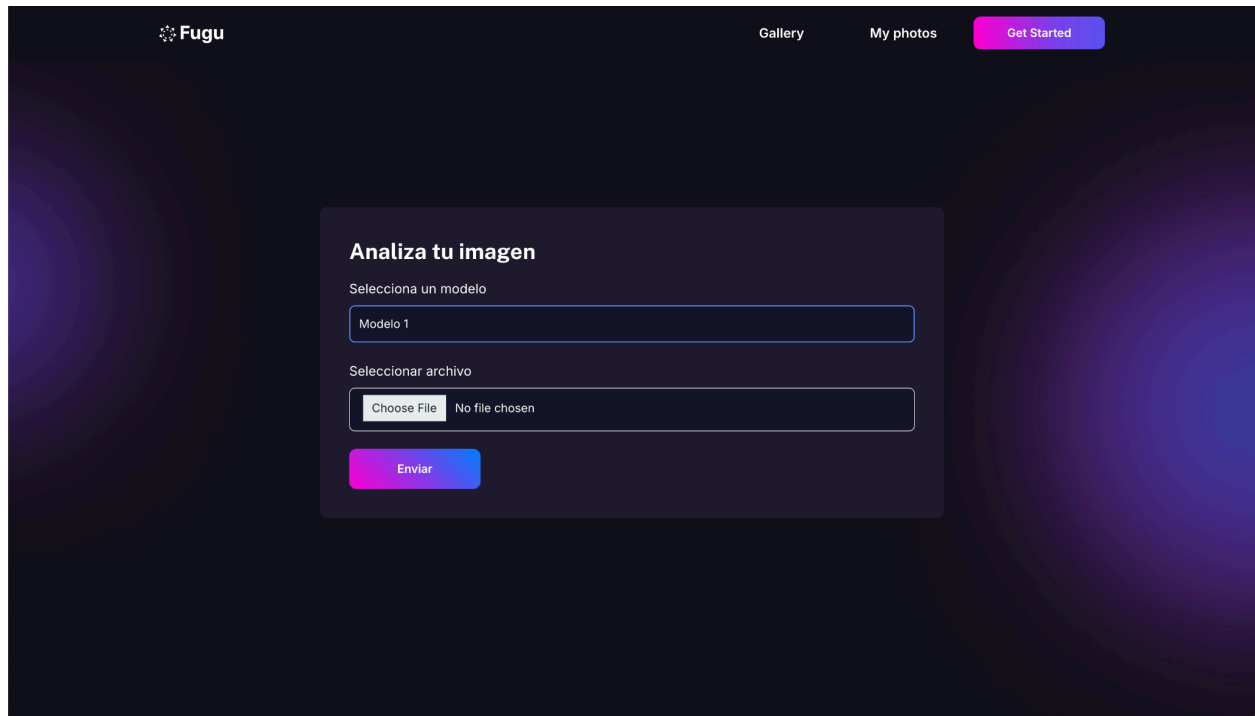 Fugu
Gallery
My photos
Get Started
Analiza tu imagen
Selecciona un modelo
Modelo 1
Seleccionar archivo
Choose File No file chosen
Enviar